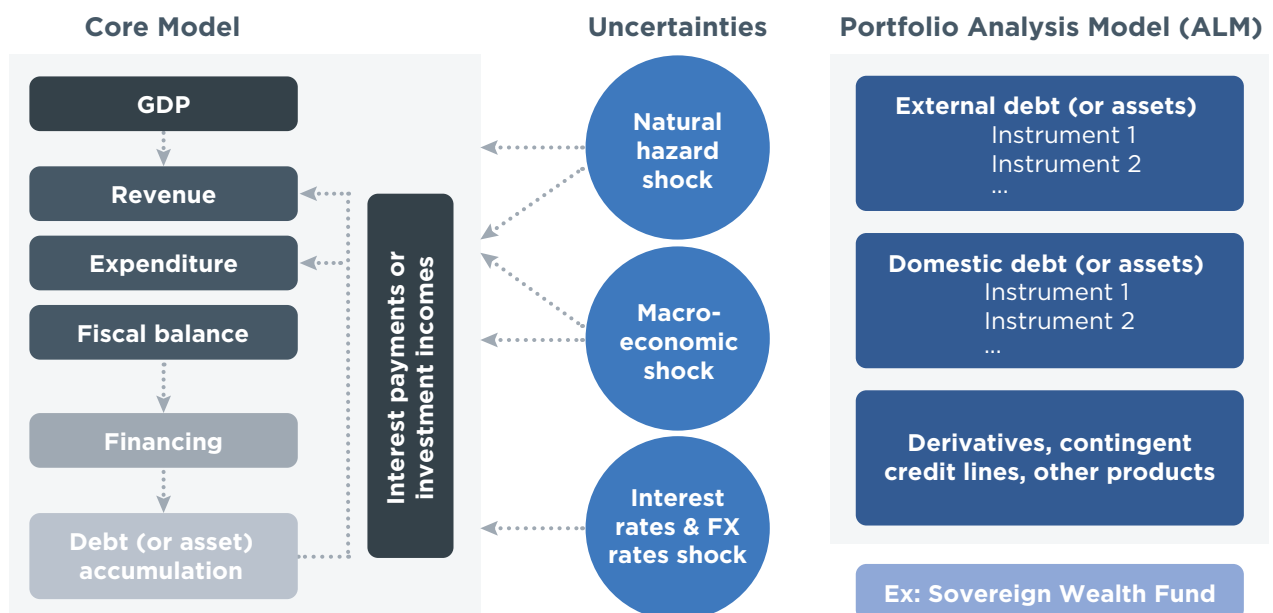 Core Model
GDP
Revenue
Expenditure
Fiscal balance
Financing
Debt (or asset)
accumulation
Interest payments or
investment incomes
Uncertainties
Natural
hazard
shock
Macro-
economic
shock
Interest
rates & FX
rates shock
Portfolio Analysis Model (ALM)
External debt (or assets)
Instrument 1
Instrument 2
...
Domestic debt (or assets)
Instrument 1
Instrument 2
...
Derivatives, contingent
credit lines, other products
Ex: Sovereign Wealth Fund